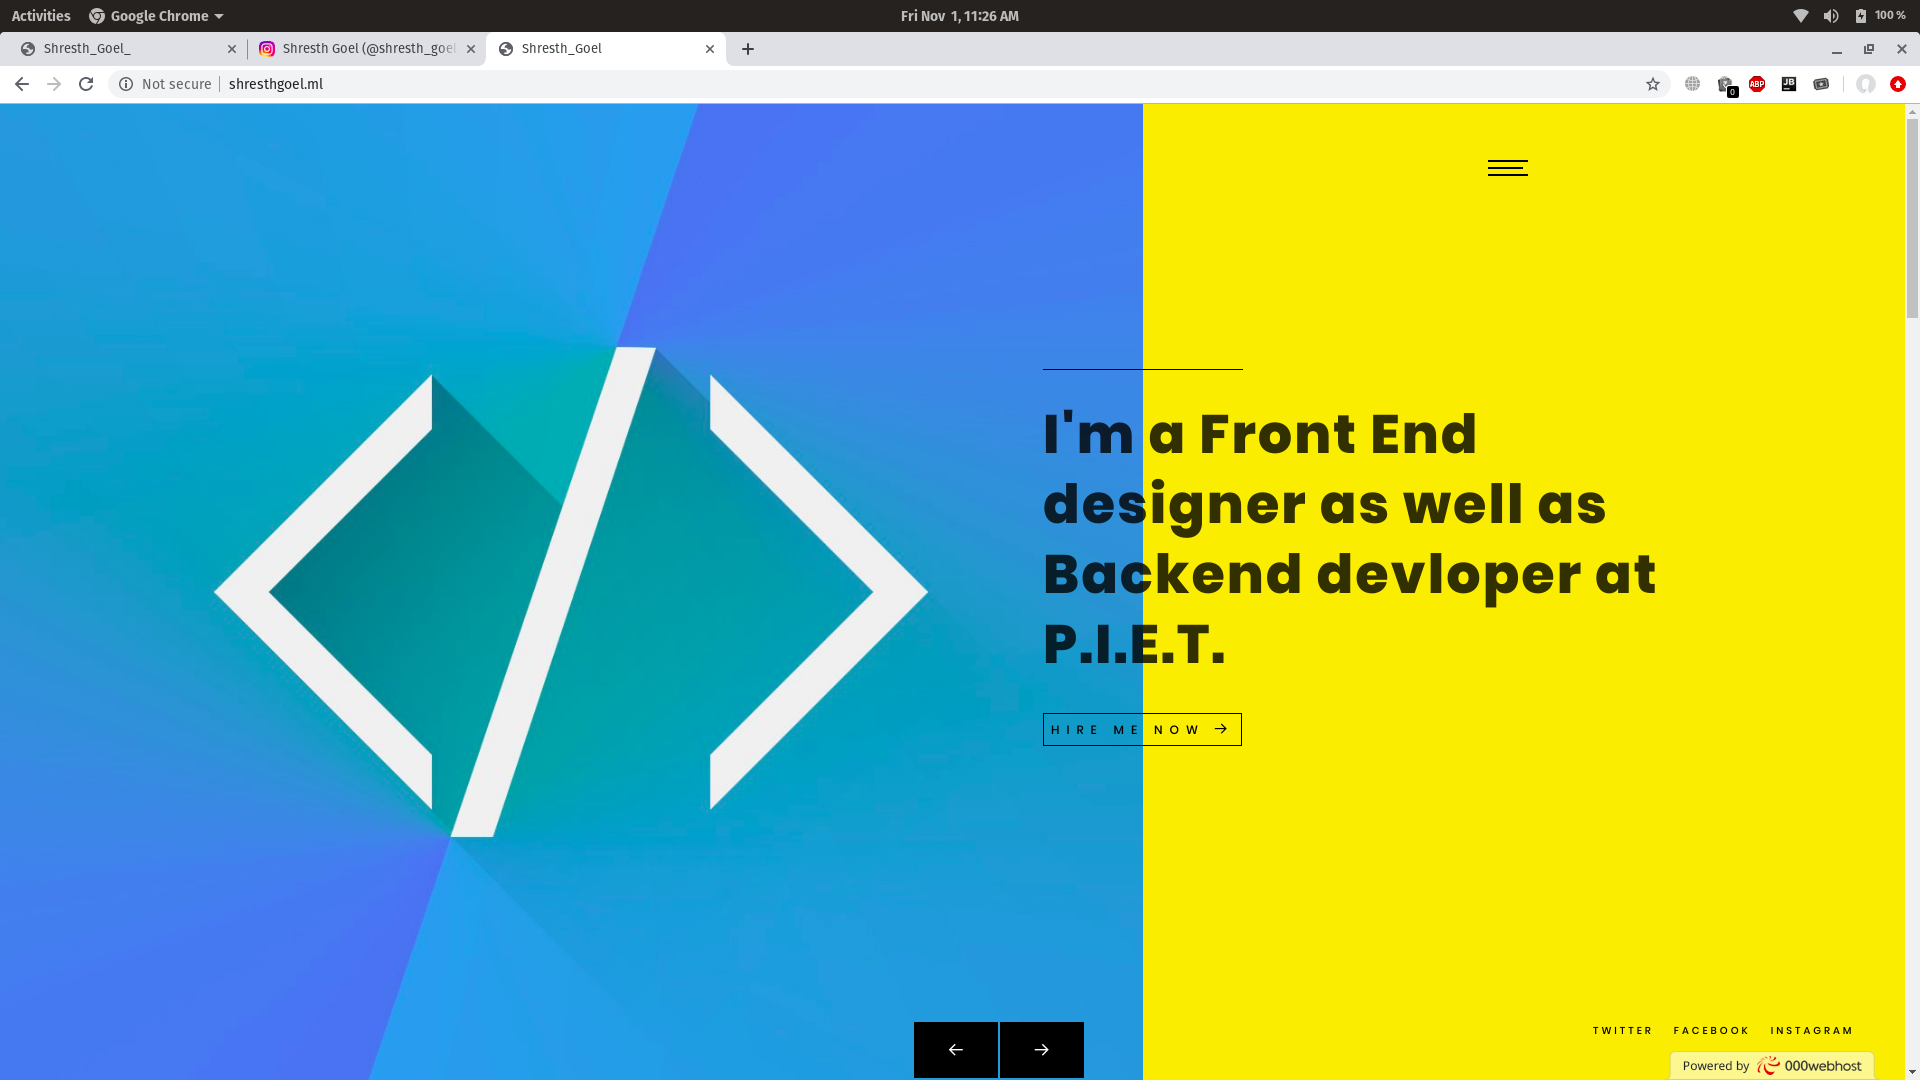 Activities
Google Chrome
Fri Nov 1, 11:26 AM
100 %
Shresth_Goel_
Shresth Goel (@shresth_goel
Shresth_Goel
Not secure
shresthgoel.ml
0
ABP
JB
I'm a Front End
designer as well as
Backend devloper at
P.I.E.T.
HIRE ME NOW
TWITTER
FACEBOOK
INSTAGRAM
Powered by
000webhost